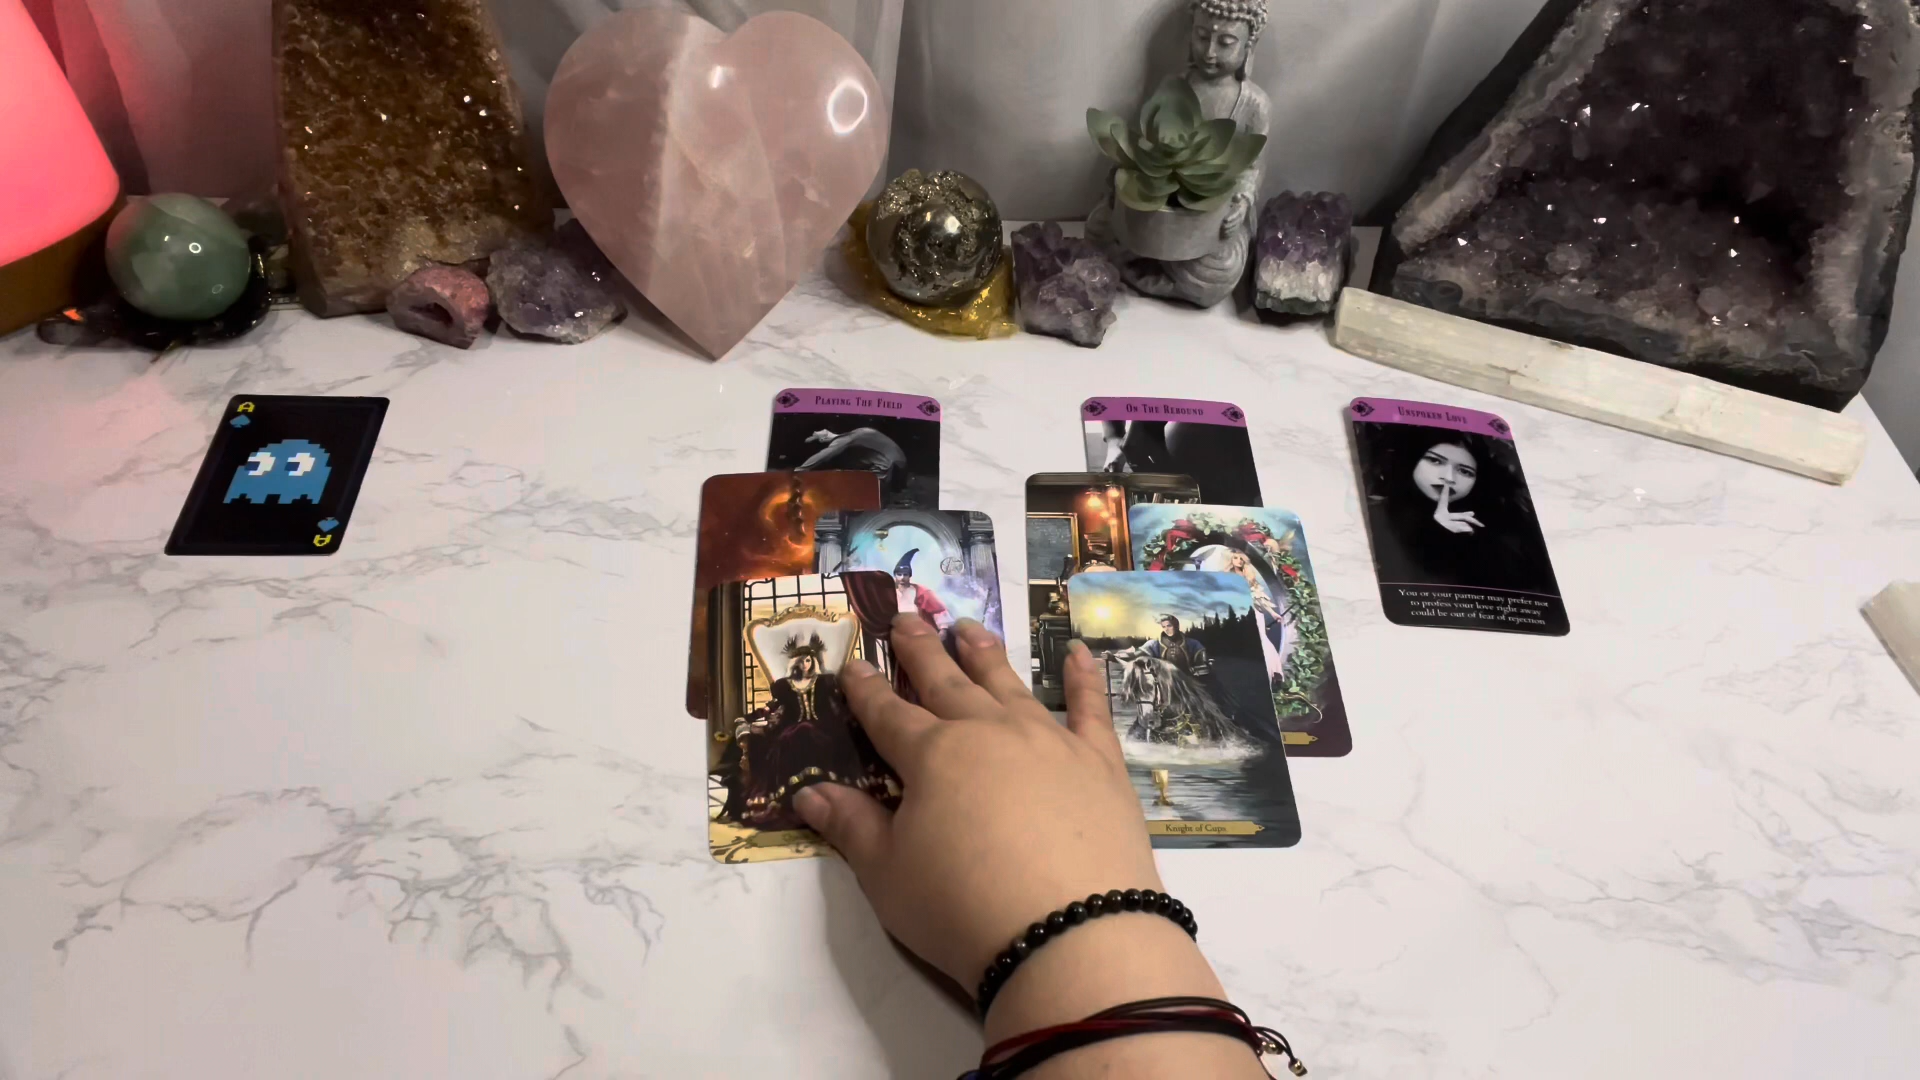 A
A
PLAYING THE FIELD
ON THE REBOUND
UNSPOKEN LOVE
You or your partner may prefer not
to profess your love right away
could be out of fear of rejection
Knight of Cups